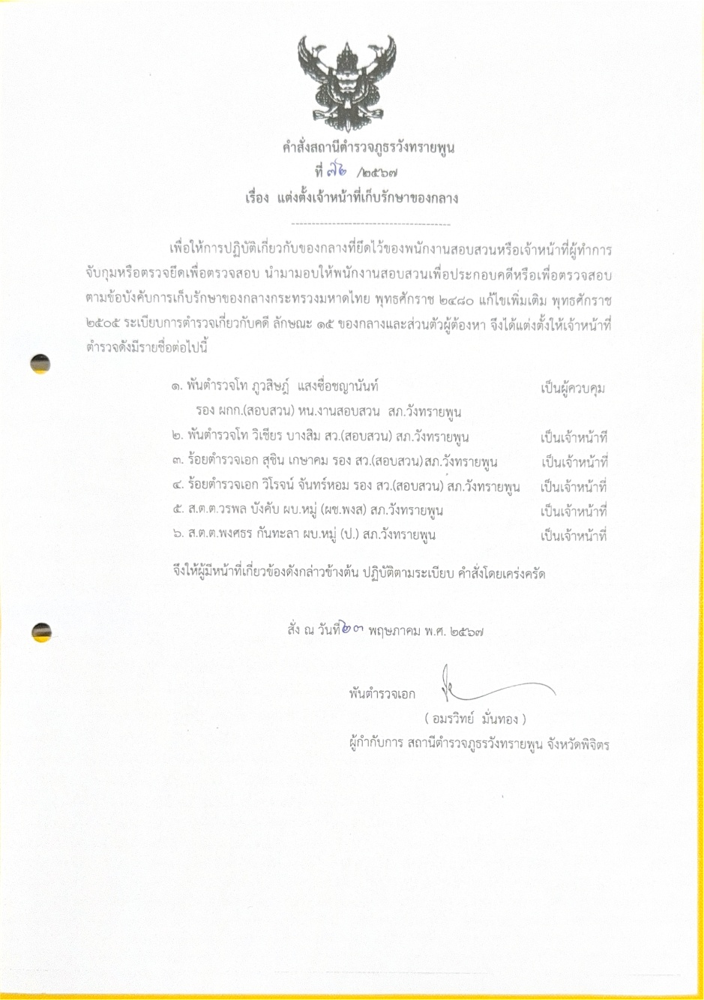 คำสั่งสถานีตำรวจภูธรวังทรายพูน
ที่ ๗๒ /๒๕๖๗
เรื่อง แต่งตั้งเจ้าหน้าที่เก็บรักษาของกลาง
---------------------------------------
เพื่อให้การปฏิบัติเกี่ยวกับของกลางที่ยึดไว้ของพนักงานสอบสวนหรือเจ้าหน้าที่ผู้ทำการ
จับกุมหรือตรวจยึดเพื่อตรวจสอบ นำมามอบให้พนักงานสอบสวนเพื่อประกอบคดีหรือเพื่อตรวจสอบ
ตามข้อบังคับการเก็บรักษาของกลางกระทรวงมหาดไทย พุทธศักราช ๒๔๘๐ แก้ไขเพิ่มเติม พุทธศักราช
๒๕๐๕ ระเบียบการตำรวจเกี่ยวกับคดี ลักษณะ ๑๕ ของกลางและส่วนตัวผู้ต้องหา จึงได้แต่งตั้งให้เจ้าหน้าที่
ตำรวจดังมีรายชื่อต่อไปนี้
๑. พันตำรวจโท ภูวสิษฎ์ แสงซื่อชญานันท์ เป็นผู้ควบคุม
รอง ผกก.(สอบสวน) หน.งานสอบสวน สภ.วังทรายพูน
๒. พันตำรวจโท วิเชียร บางสิม สว.(สอบสวน) สภ.วังทรายพูน เป็นเจ้าหน้าที่
๓. ร้อยตำรวจเอก สุชิน เกษาคม รอง สว.(สอบสวน)สภ.วังทรายพูน เป็นเจ้าหน้าที่
๔. ร้อยตำรวจเอก วิโรจน์ จันทร์หอม รอง สว.(สอบสวน) สภ.วังทรายพูน เป็นเจ้าหน้าที่
๕. ส.ต.ต.วรพล บังคับ ผบ.หมู่ (ผช.พงส) สภ.วังทรายพูน เป็นเจ้าหน้าที่
๖. ส.ต.ต.พงศธร กันทะลา ผบ.หมู่ (ป.) สภ.วังทรายพูน เป็นเจ้าหน้าที่
จึงให้ผู้มีหน้าที่เกี่ยวข้องดังกล่าวข้างต้น ปฏิบัติตามระเบียบ คำสั่งโดยเคร่งครัด
สั่ง ณ วันที่ ๒๓ พฤษภาคม พ.ศ. ๒๕๖๗
พันตำรวจเอก
( อมรวิทย์ มั่นทอง )
ผู้กำกับการ สถานีตำรวจภูธรวังทรายพูน จังหวัดพิจิตร